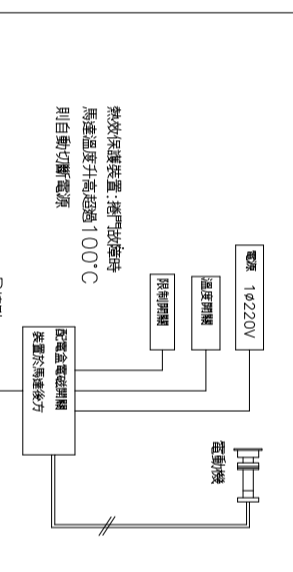 熱效保護裝置:捲門故障時
馬達溫度升高超過100°C
則自動切斷電源
電源 1ø220V
溫度開關
限制開關
電動機
配電盒電磁開關
裝置於馬達後方